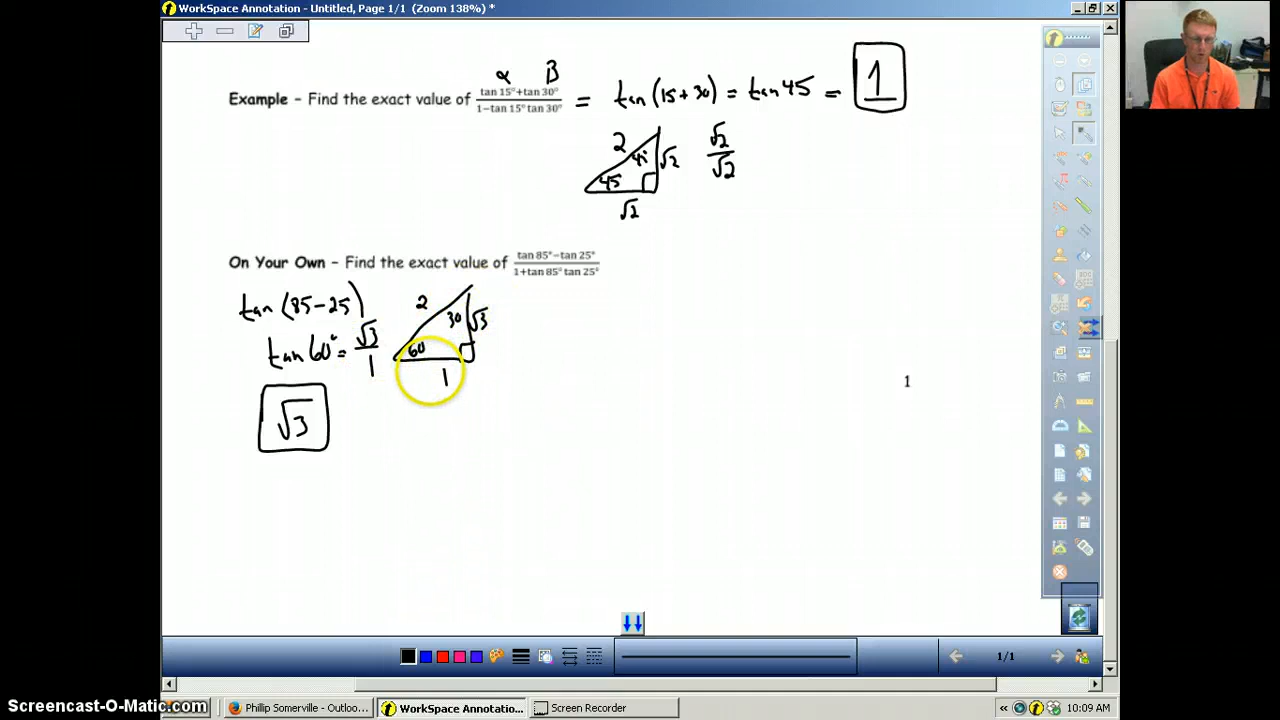 WorkSpace Annotation - Untitled, Page 1/1 (Zoom 138%) *
α β
Example - Find the exact value of tan 15°+tan 30° / 1−tan 15° tan 30° = tan (15+30) = tan 45 = 1
2 45 √2 √2/√2
45
√2
On Your Own - Find the exact value of tan 85°−tan 25° / 1+tan 85° tan 25°
tan (85-25) 2 30 √3
tan 60° = √3/1 60
1
√3
1
1/1
Screencast-O-Matic.com
Phillip Somerville - Outloo...
WorkSpace Annotatio...
Screen Recorder
10:09 AM